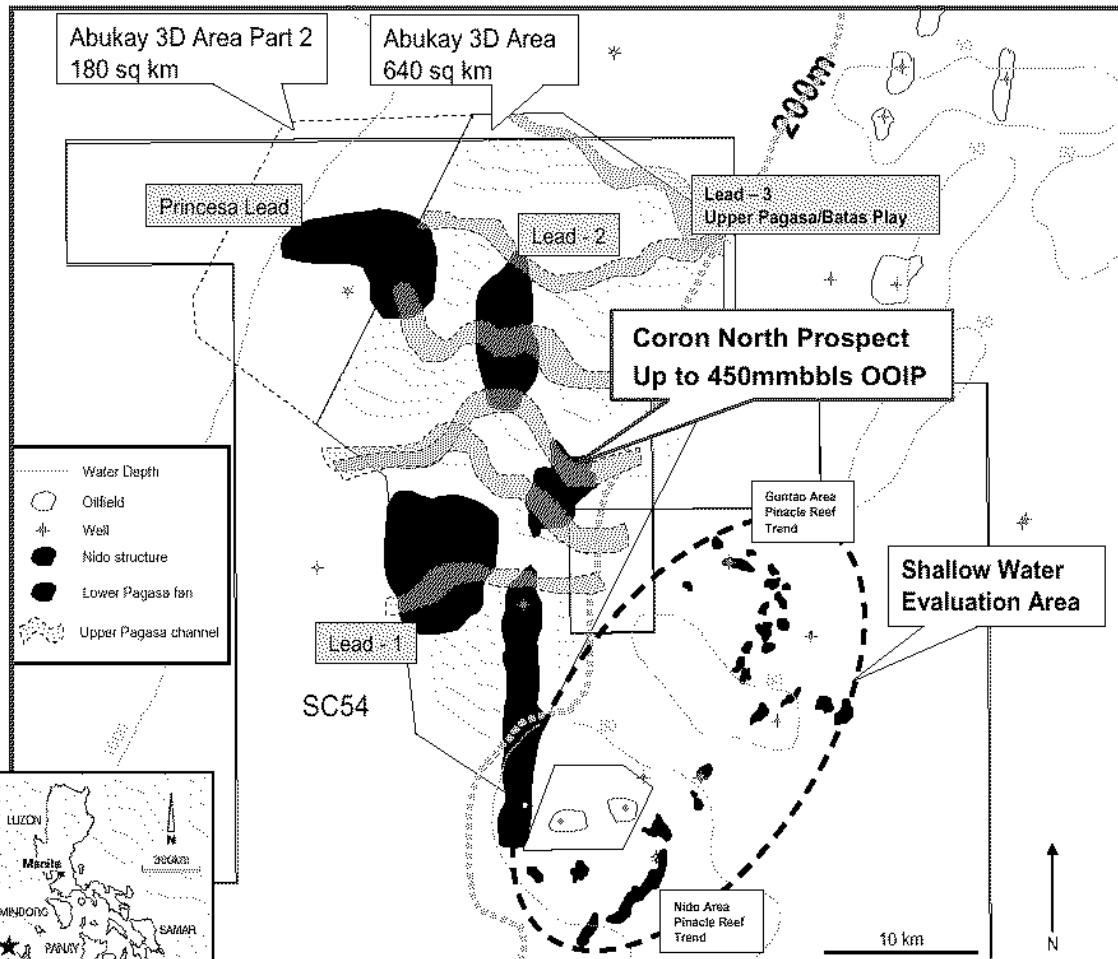 Abukay 3D Area Part 2
180 sq km
Abukay 3D Area
640 sq km
200m
Princesa Lead
Lead - 2
Lead – 3
Upper Pagasa/Batas Play
Coron North Prospect
Up to 450mmbbls OOIP
Water Depth
Oilfield
Well
Nido structure
Lower Pagasa fan
Upper Pagasa channel
Guntao Area
Pinacle Reef
Trend
Shallow Water
Evaluation Area
Lead - 1
SC54
LUZON
Manila
MINDORO
PANAY
SAMAR
N
Nido Area
Pinacle Reef
Trend
10 km
N